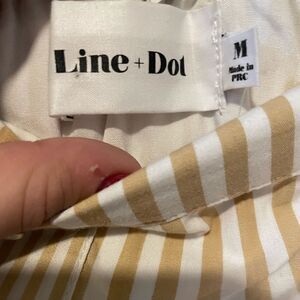 Line + Dot
M
Made in
PRC